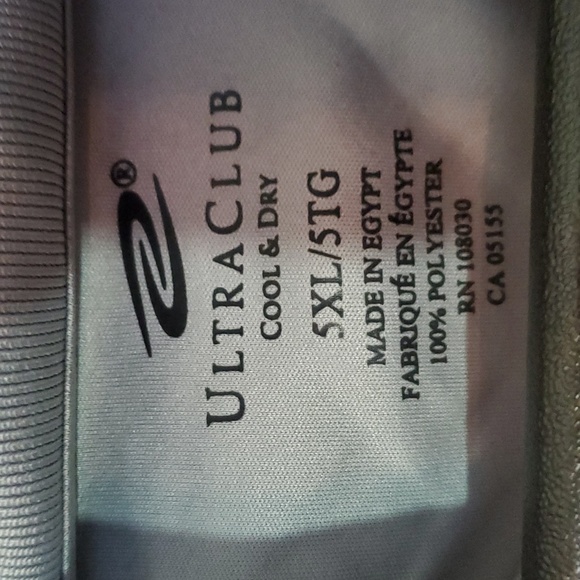 ®
ULTRACLUB
COOL & DRY
5XL/5TG
MADE IN EGYPT
FABRIQUÉ EN ÉGYPTE
100% POLYESTER
RN 108030
CA 05155